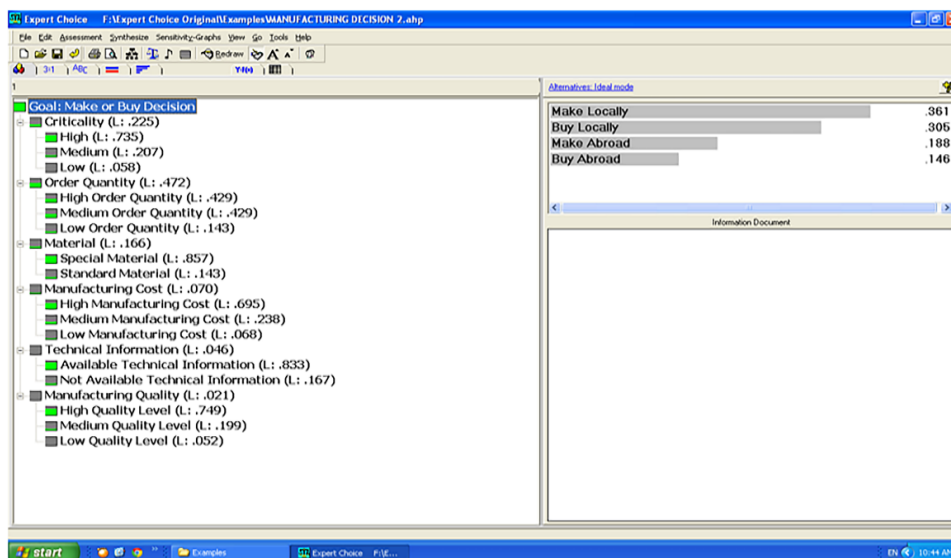 Expert Choice F:\Expert Choice Original\Examples\MANUFACTURING DECISION 2.ahp
File Edit Assessment Synthesize Sensitivity-Graphs View Go Tools Help
Redraw
3:1 ABC Y=f(x)
1
Alternatives: Ideal mode
Goal: Make or Buy Decision
Criticality (L: .225)
High (L: .735)
Medium (L: .207)
Low (L: .058)
Order Quantity (L: .472)
High Order Quantity (L: .429)
Medium Order Quantity (L: .429)
Low Order Quantity (L: .143)
Material (L: .166)
Special Material (L: .857)
Standard Material (L: .143)
Manufacturing Cost (L: .070)
High Manufacturing Cost (L: .695)
Medium Manufacturing Cost (L: .238)
Low Manufacturing Cost (L: .068)
Technical Information (L: .046)
Available Technical Information (L: .833)
Not Available Technical Information (L: .167)
Manufacturing Quality (L: .021)
High Quality Level (L: .749)
Medium Quality Level (L: .199)
Low Quality Level (L: .052)
Make Locally .361
Buy Locally .305
Make Abroad .188
Buy Abroad .146
Information Document
start Examples Expert Choice F:\E... EN 10:44 AM